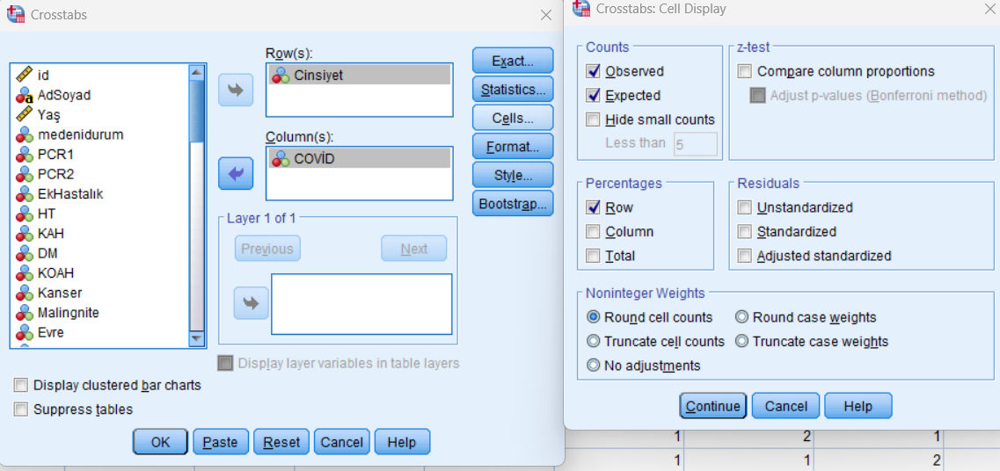 Crosstabs
id
AdSoyad
Yaş
medenidurum
PCR1
PCR2
EkHastalık
HT
KAH
DM
KOAH
Kanser
Malingnite
Evre
Row(s):
Cinsiyet
Column(s):
COVİD
Layer 1 of 1
Previous Next
Display layer variables in table layers
Exact...
Statistics...
Cells...
Format...
Style...
Bootstrap...
Display clustered bar charts
Suppress tables
OK Paste Reset Cancel Help
Crosstabs: Cell Display
Counts
Observed
Expected
Hide small counts
Less than 5
z-test
Compare column proportions
Adjust p-values (Bonferroni method)
Percentages
Row
Column
Total
Residuals
Unstandardized
Standardized
Adjusted standardized
Noninteger Weights
Round cell counts Round case weights
Truncate cell counts Truncate case weights
No adjustments
Continue Cancel Help
1 2 1
1 1 2